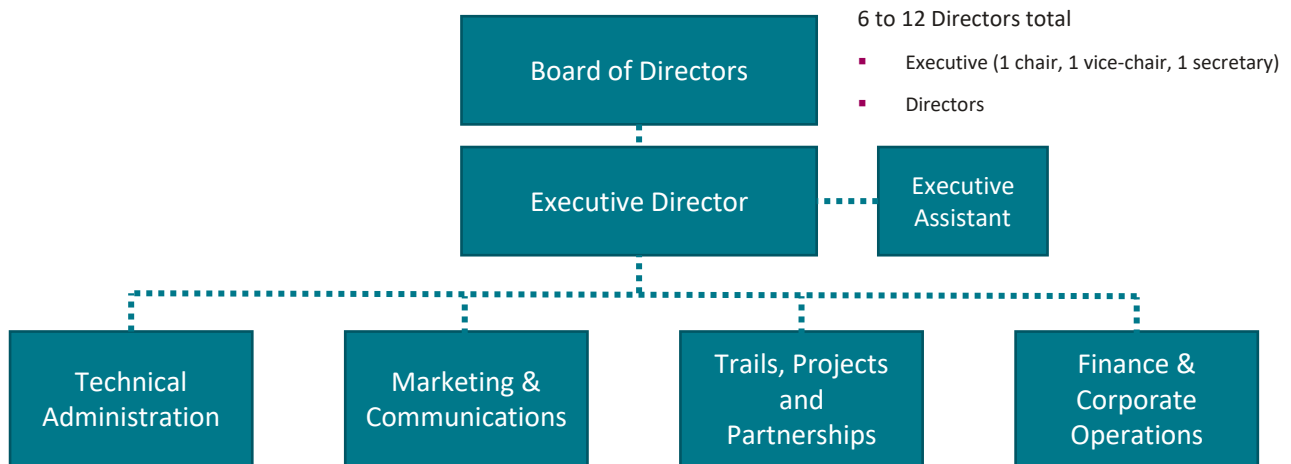 6 to 12 Directors total
▪ Executive (1 chair, 1 vice-chair, 1 secretary)
▪ Directors
Board of Directors
Executive Director
Executive
Assistant
Technical
Administration
Marketing &
Communications
Trails, Projects
and
Partnerships
Finance &
Corporate
Operations